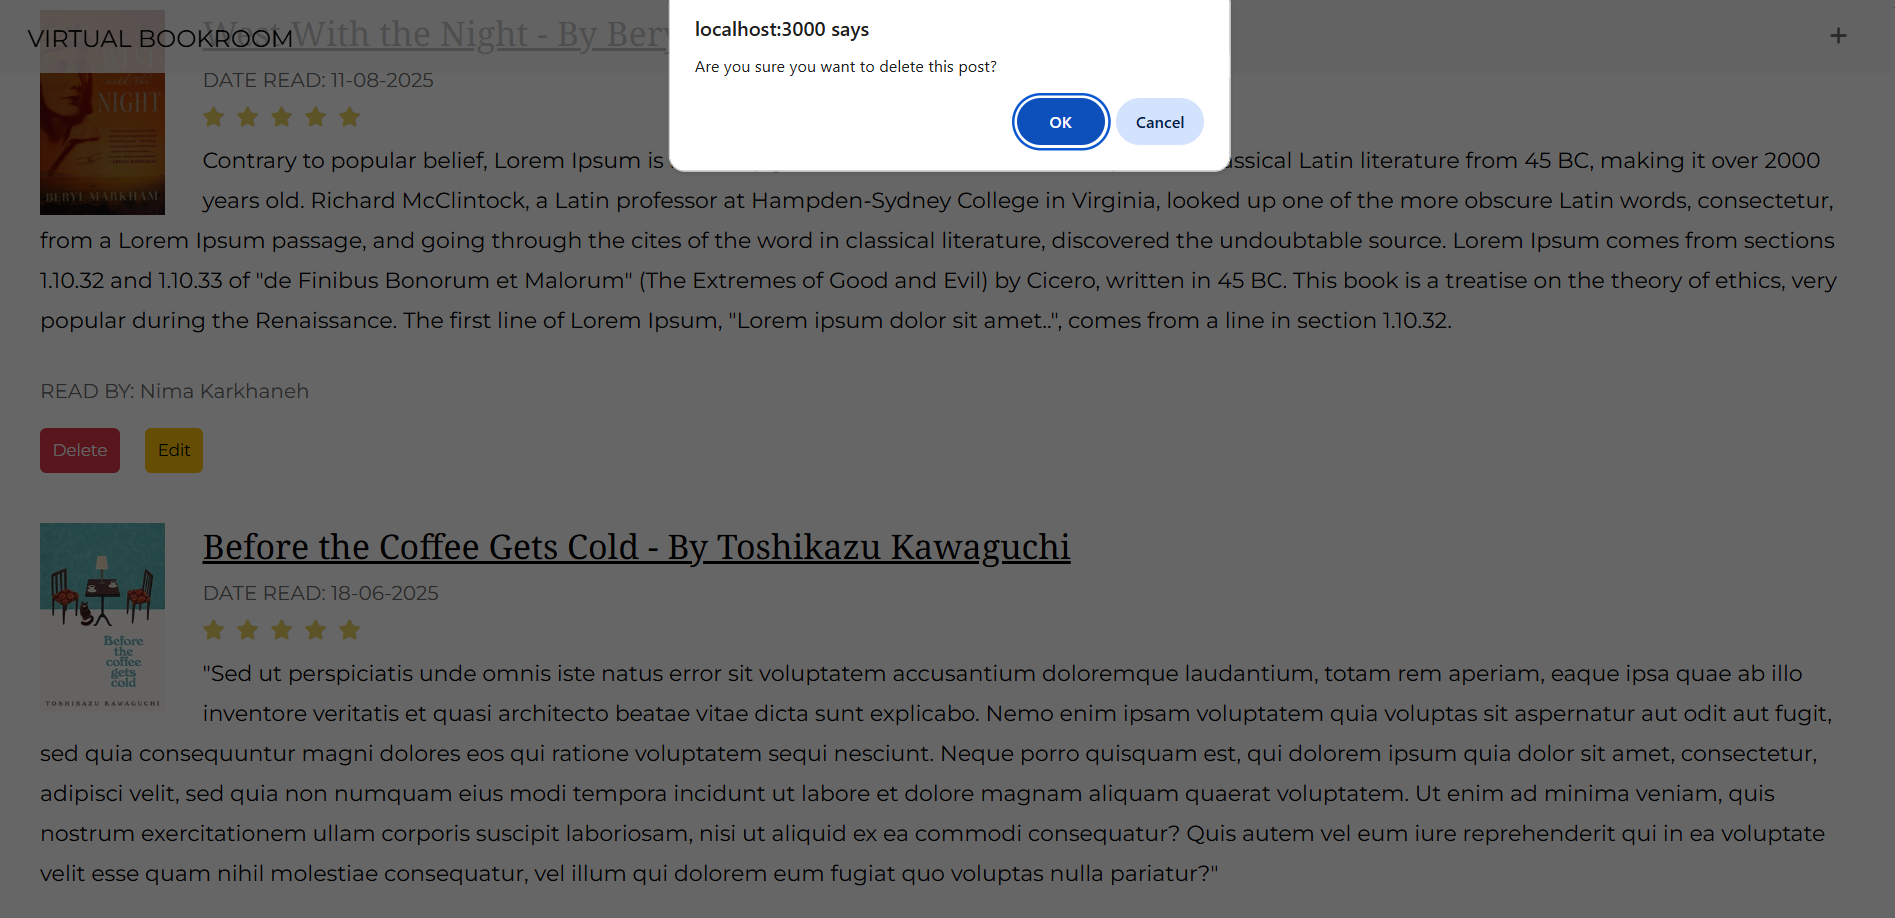 VIRTUAL BOOKROOM
West With the Night - By Bery
localhost:3000 says
Are you sure you want to delete this post?
OK
Cancel
with the
NIGHT
BERYL MARKHAM
DATE READ: 11-08-2025
Contrary to popular belief, Lorem Ipsum is ssical Latin literature from 45 BC, making it over 2000
years old. Richard McClintock, a Latin professor at Hampden-Sydney College in Virginia, looked up one of the more obscure Latin words, consectetur,
from a Lorem Ipsum passage, and going through the cites of the word in classical literature, discovered the undoubtable source. Lorem Ipsum comes from sections
1.10.32 and 1.10.33 of "de Finibus Bonorum et Malorum" (The Extremes of Good and Evil) by Cicero, written in 45 BC. This book is a treatise on the theory of ethics, very
popular during the Renaissance. The first line of Lorem Ipsum, "Lorem ipsum dolor sit amet..", comes from a line in section 1.10.32.
READ BY: Nima Karkhaneh
Delete
Edit
Before
the
coffee
gets
cold
TOSHIKAZU KAWAGUCHI
Before the Coffee Gets Cold - By Toshikazu Kawaguchi
DATE READ: 18-06-2025
"Sed ut perspiciatis unde omnis iste natus error sit voluptatem accusantium doloremque laudantium, totam rem aperiam, eaque ipsa quae ab illo
inventore veritatis et quasi architecto beatae vitae dicta sunt explicabo. Nemo enim ipsam voluptatem quia voluptas sit aspernatur aut odit aut fugit,
sed quia consequuntur magni dolores eos qui ratione voluptatem sequi nesciunt. Neque porro quisquam est, qui dolorem ipsum quia dolor sit amet, consectetur,
adipisci velit, sed quia non numquam eius modi tempora incidunt ut labore et dolore magnam aliquam quaerat voluptatem. Ut enim ad minima veniam, quis
nostrum exercitationem ullam corporis suscipit laboriosam, nisi ut aliquid ex ea commodi consequatur? Quis autem vel eum iure reprehenderit qui in ea voluptate
velit esse quam nihil molestiae consequatur, vel illum qui dolorem eum fugiat quo voluptas nulla pariatur?"